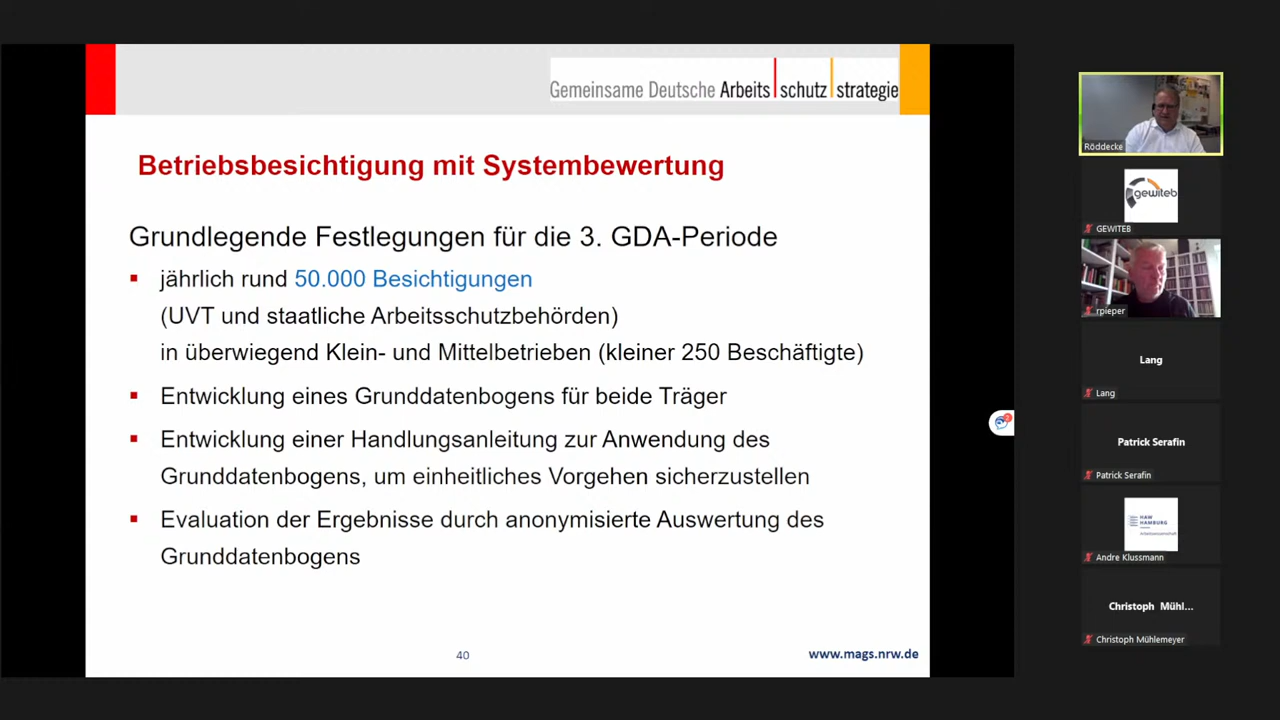 Gemeinsame Deutsche Arbeits schutz strategie
Betriebsbesichtigung mit Systembewertung
Grundlegende Festlegungen für die 3. GDA-Periode
jährlich rund 50.000 Besichtigungen
(UVT und staatliche Arbeitsschutzbehörden)
in überwiegend Klein- und Mittelbetrieben (kleiner 250 Beschäftigte)
Entwicklung eines Grunddatenbogens für beide Träger
Entwicklung einer Handlungsanleitung zur Anwendung des
Grunddatenbogens, um einheitliches Vorgehen sicherzustellen
Evaluation der Ergebnisse durch anonymisierte Auswertung des
Grunddatenbogens
40
www.mags.nrw.de
Röddecke
gewiteb
GEWITEB
rpieper
Lang
Lang
Patrick Serafin
Patrick Serafin
HAW
HAMBURG
Andre Klussmann
Christoph Mühl...
Christoph Mühlemeyer